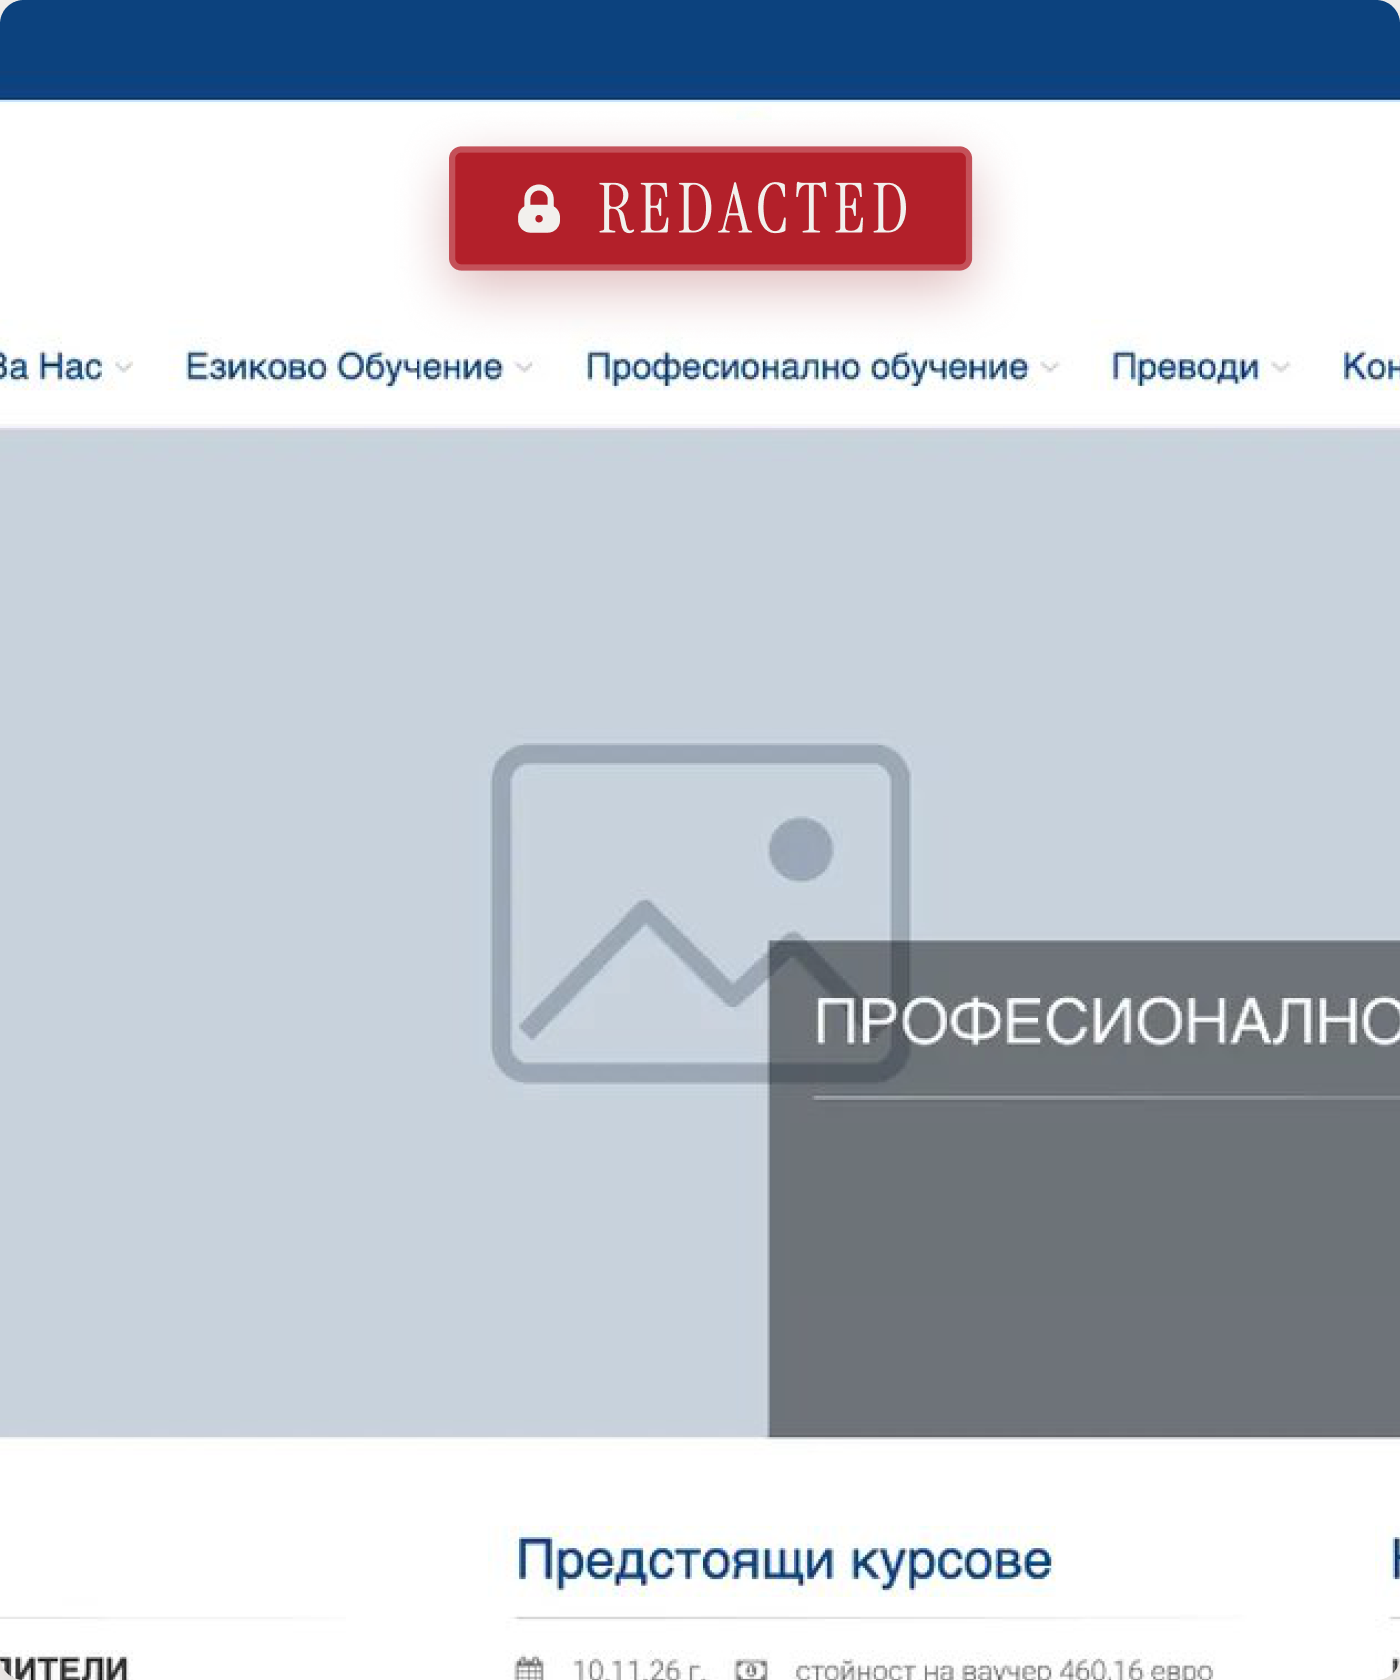 REDACTED
За Нас Езиково Обучение Професионално обучение Преводи
ПРОФЕСИОНАЛНО
Предстоящи курсове
10.11.26 г. стойност на ваучер 460.16 евро